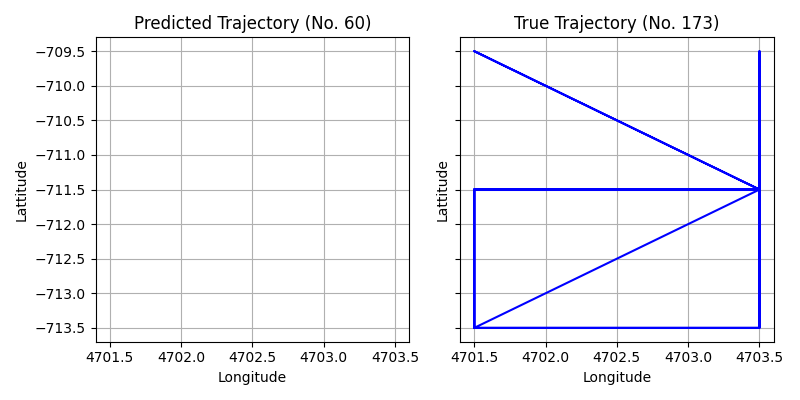 Predicted Trajectory (No. 60)
True Trajectory (No. 173)
−709.5
−710.0
−710.5
−711.0
−711.5
−712.0
−712.5
−713.0
−713.5
Lattitude
Lattitude
4701.5 4702.0 4702.5 4703.0 4703.5
4701.5 4702.0 4702.5 4703.0 4703.5
Longitude
Longitude